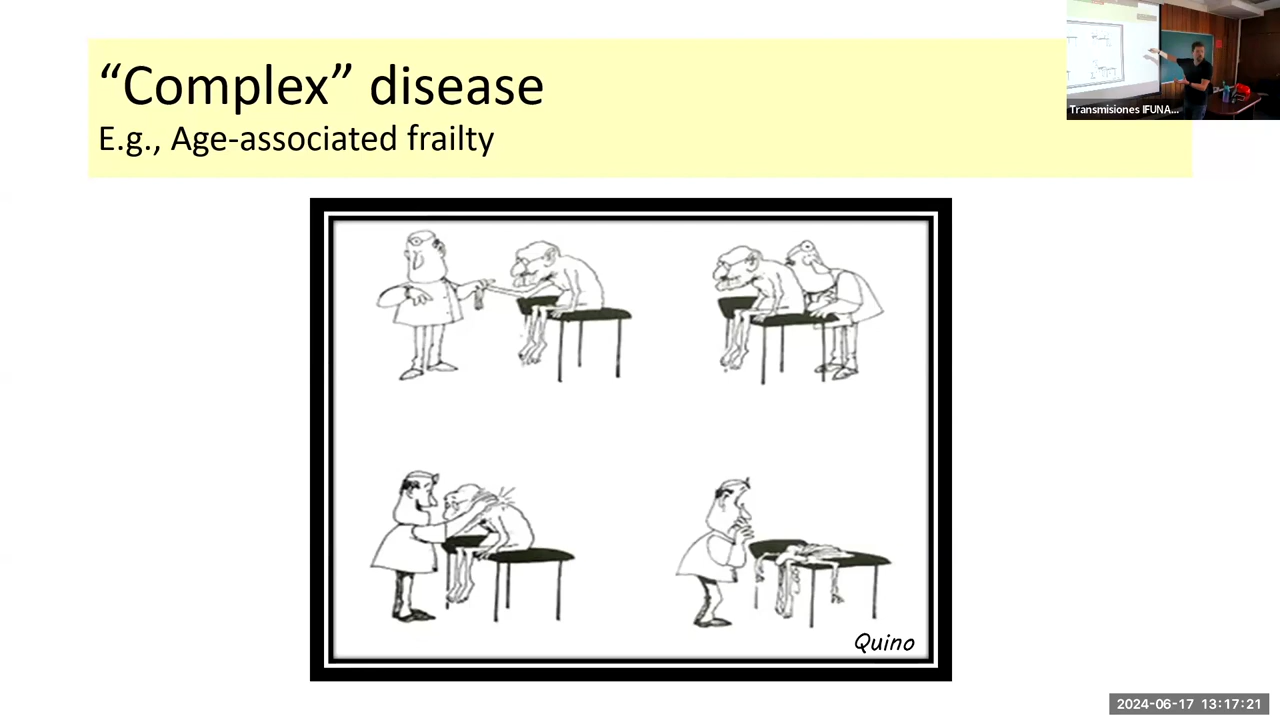 “Complex” disease
E.g., Age-associated frailty
Transmisiones IFUNA...
Quino
2024-06-17 13:17:21